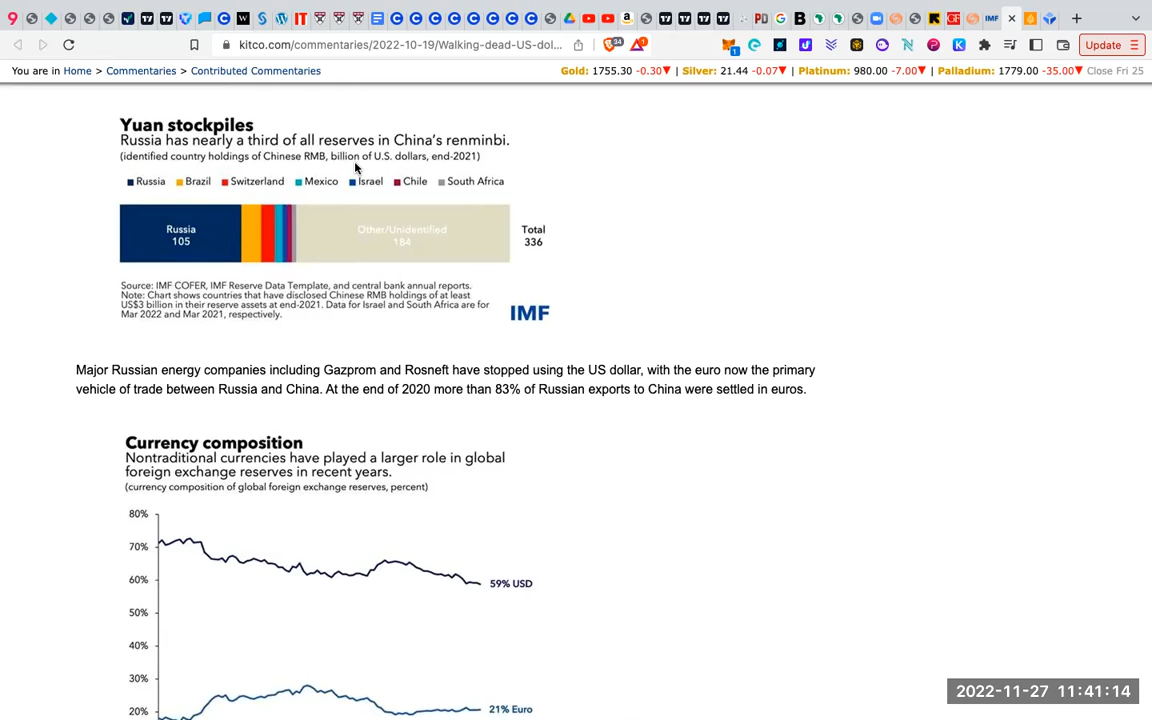 kitco.com/commentaries/2022-10-19/Walking-dead-US-dol...
Update
You are in Home > Commentaries > Contributed Commentaries
Gold: 1755.30 -0.30▼ | Silver: 21.44 -0.07▼ | Platinum: 980.00 -7.00▼ | Palladium: 1779.00 -35.00▼ Close Fri 25
Yuan stockpiles
Russia has nearly a third of all reserves in China's renminbi.
(identified country holdings of Chinese RMB, billion of U.S. dollars, end-2021)
Russia Brazil Switzerland Mexico Israel Chile South Africa
Russia
105
Other/Unidentified
184
Total
336
Source: IMF COFER, IMF Reserve Data Template, and central bank annual reports.
Note: Chart shows countries that have disclosed Chinese RMB holdings of at least
US$3 billion in their reserve assets at end-2021. Data for Israel and South Africa are for
Mar 2022 and Mar 2021, respectively.
IMF
Major Russian energy companies including Gazprom and Rosneft have stopped using the US dollar, with the euro now the primary
vehicle of trade between Russia and China. At the end of 2020 more than 83% of Russian exports to China were settled in euros.
Currency composition
Nontraditional currencies have played a larger role in global
foreign exchange reserves in recent years.
(currency composition of global foreign exchange reserves, percent)
80%
70%
60%
59% USD
50%
40%
30%
20%
21% Euro
2022-11-27 11:41:14